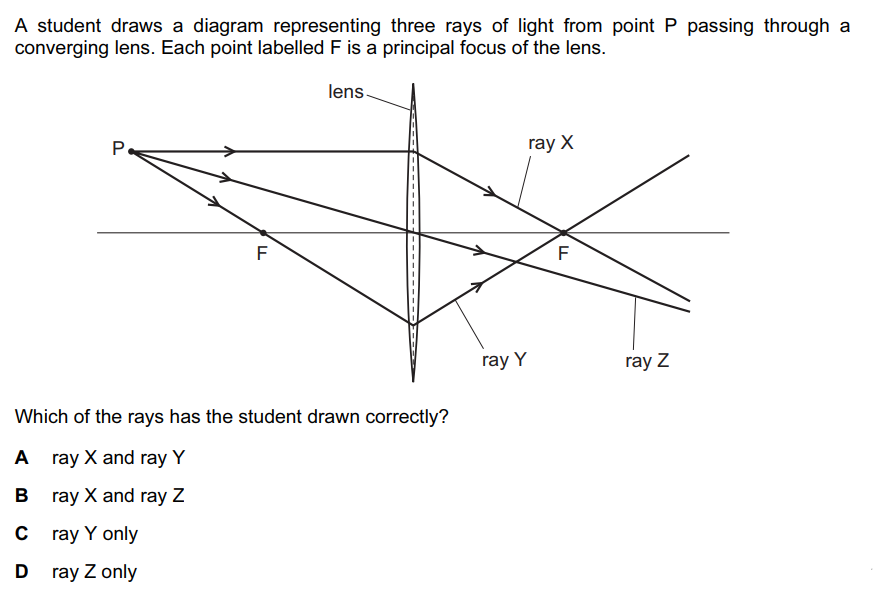 A student draws a diagram representing three rays of light from point P passing through a
converging lens. Each point labelled F is a principal focus of the lens.
lens
P
ray X
F
F
ray Y
ray Z
Which of the rays has the student drawn correctly?
A ray X and ray Y
B ray X and ray Z
C ray Y only
D ray Z only